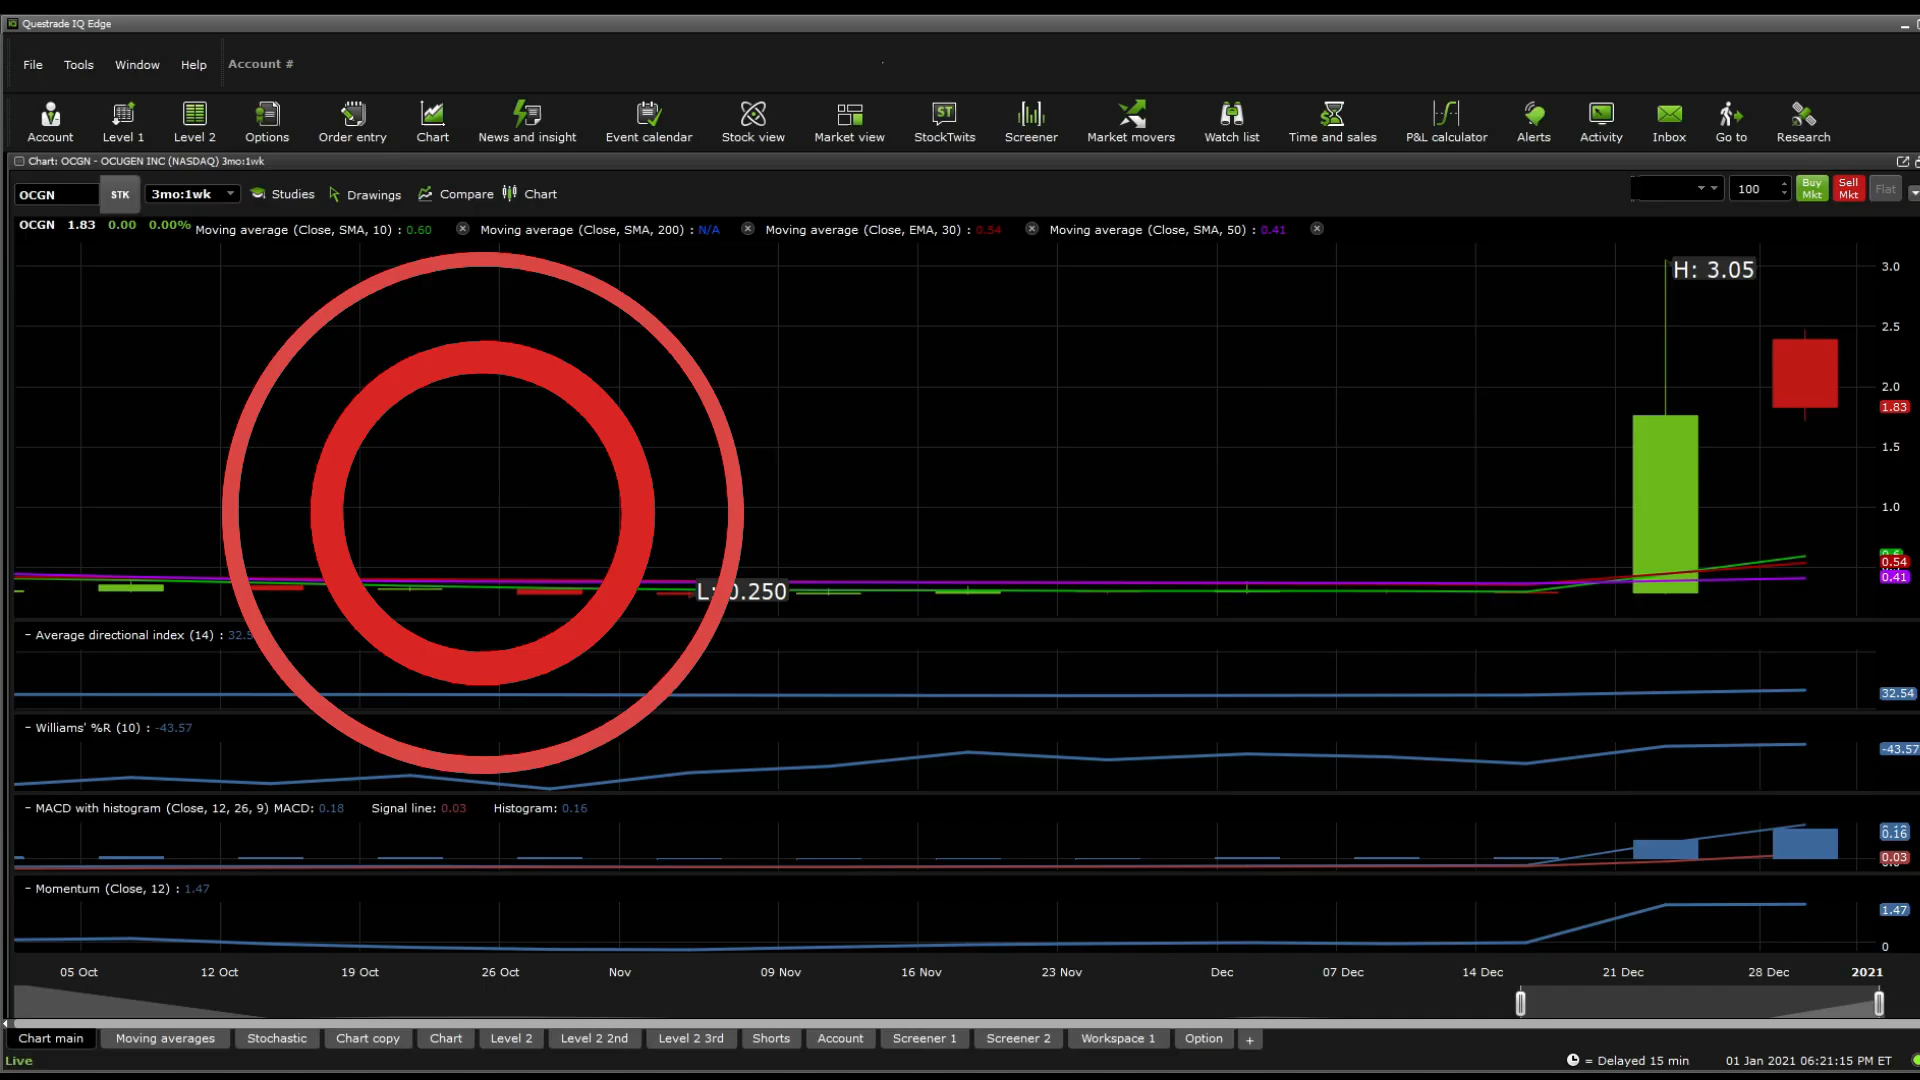 Questrade IQ Edge
File Tools Window Help Account #
Account Level 1 Level 2 Options Order entry Chart News and insight Event calendar Stock view Market view StockTwits Screener Market movers Watch list Time and sales P&L calculator Alerts Activity Inbox Go to Research
Chart: OCGN - OCUGEN INC (NASDAQ) 3mo:1wk
OCGN STK 3mo:1wk Studies Drawings Compare Chart 100 Buy Mkt Sell Mkt Flat
OCGN 1.83 0.00 0.00% Moving average (Close, SMA, 10) : 0.60 Moving average (Close, SMA, 200) : N/A Moving average (Close, EMA, 30) : 0.54 Moving average (Close, SMA, 50) : 0.41
H: 3.05
3.0
2.5
2.0
1.83
1.5
1.0
0.54
0.41
L: 0.250
- Average directional index (14) : 32.5
32.54
- Williams' %R (10) : -43.57
-43.57
- MACD with histogram (Close, 12, 26, 9) MACD: 0.18 Signal line: 0.03 Histogram: 0.16
0.16
0.03
- Momentum (Close, 12) : 1.47
1.47
0
05 Oct 12 Oct 19 Oct 26 Oct Nov 09 Nov 16 Nov 23 Nov Dec 07 Dec 14 Dec 21 Dec 28 Dec 2021
Chart main Moving averages Stochastic Chart copy Chart Level 2 Level 2 2nd Level 2 3rd Shorts Account Screener 1 Screener 2 Workspace 1 Option +
Live = Delayed 15 min 01 Jan 2021 06:21:15 PM ET